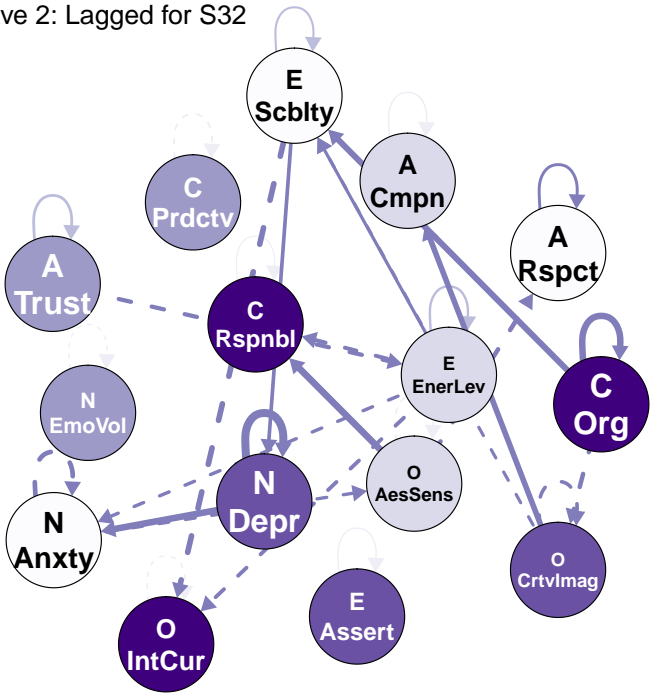 ve 2: Lagged for S32
E
Scblty
A
Cmpn
C
Prdctv
A
Rspct
A
Trust
C
Rspnbl
E
EnerLev
C
Org
N
EmoVol
O
AesSens
N
Depr
N
Anxty
O
CrtvImag
E
Assert
O
IntCur